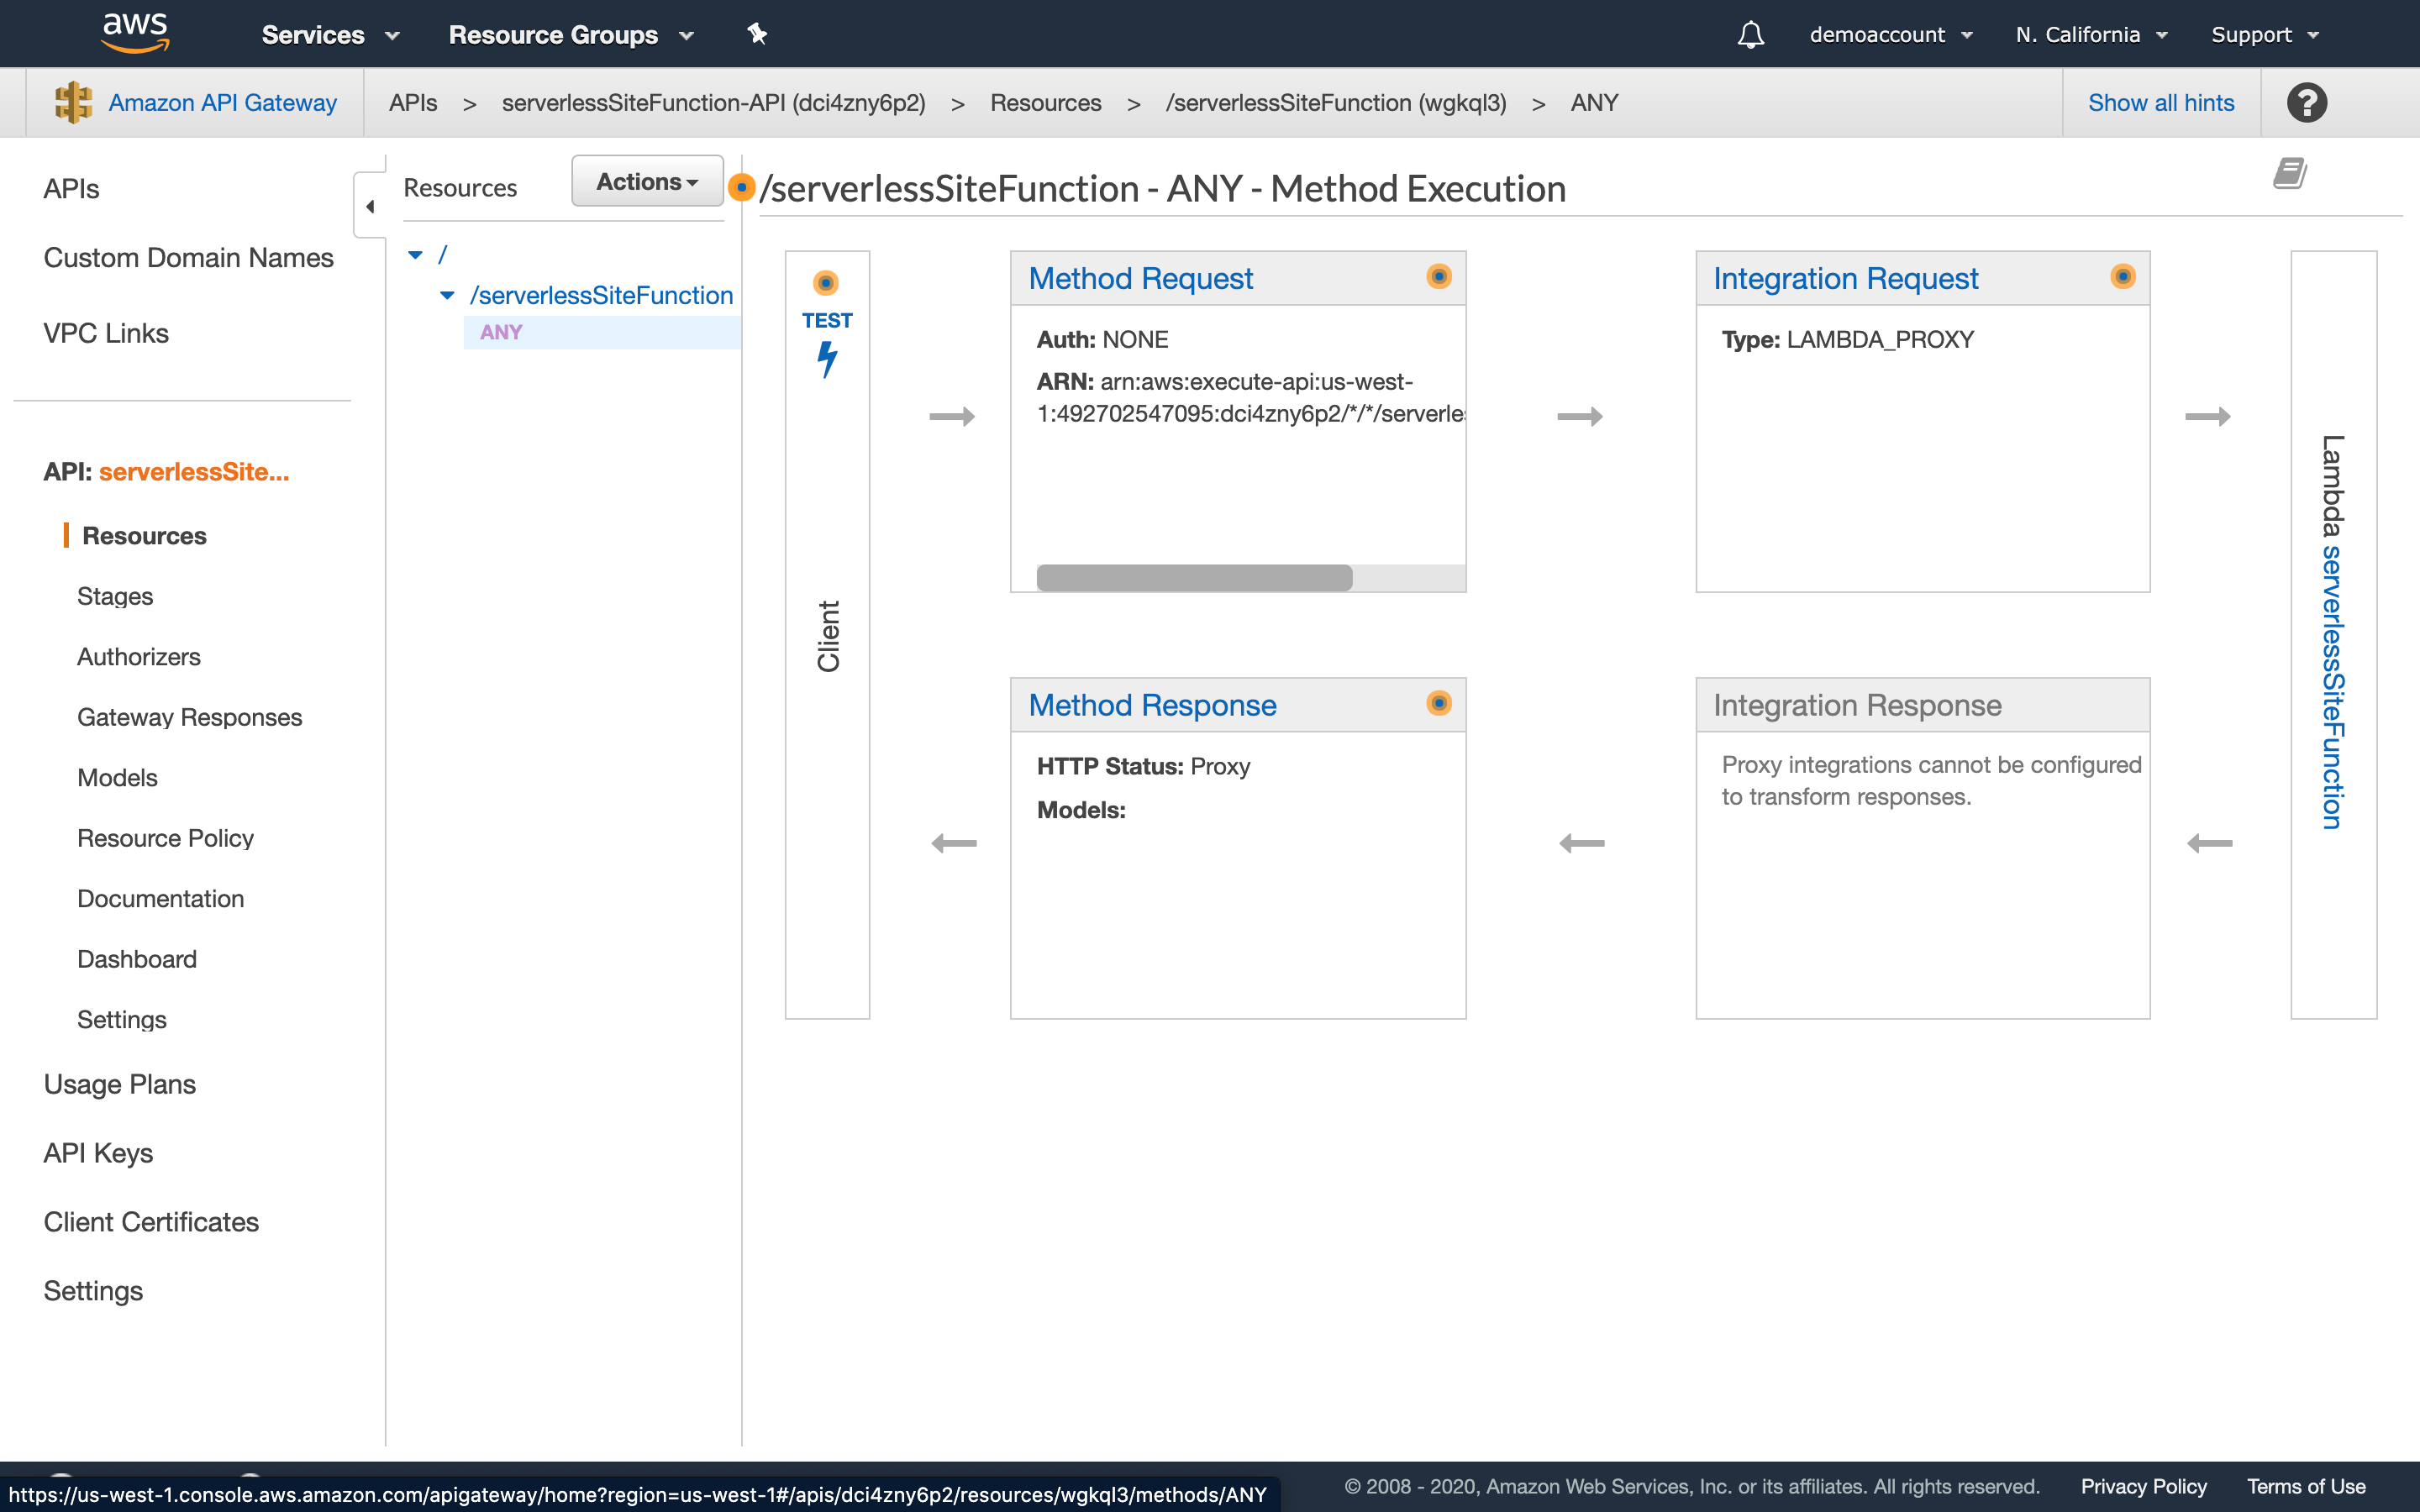 aws Services Resource Groups demoaccount N. California Support
Amazon API Gateway APIs > serverlessSiteFunction-API (dci4zny6p2) > Resources > /serverlessSiteFunction (wgkql3) > ANY Show all hints ?
APIs
Custom Domain Names
VPC Links
API: serverlessSite...
Resources
Stages
Authorizers
Gateway Responses
Models
Resource Policy
Documentation
Dashboard
Settings
Usage Plans
API Keys
Client Certificates
Settings
Resources Actions
/
/serverlessSiteFunction
ANY
/serverlessSiteFunction - ANY - Method Execution
TEST
Client
Method Request
Auth: NONE
ARN: arn:aws:execute-api:us-west-
1:492702547095:dci4zny6p2/*/*/serverles
Integration Request
Type: LAMBDA_PROXY
Lambda serverlessSiteFunction
Method Response
HTTP Status: Proxy
Models:
Integration Response
Proxy integrations cannot be configured
to transform responses.
https://us-west-1.console.aws.amazon.com/apigateway/home?region=us-west-1#/apis/dci4zny6p2/resources/wgkql3/methods/ANY
© 2008 - 2020, Amazon Web Services, Inc. or its affiliates. All rights reserved. Privacy Policy Terms of Use